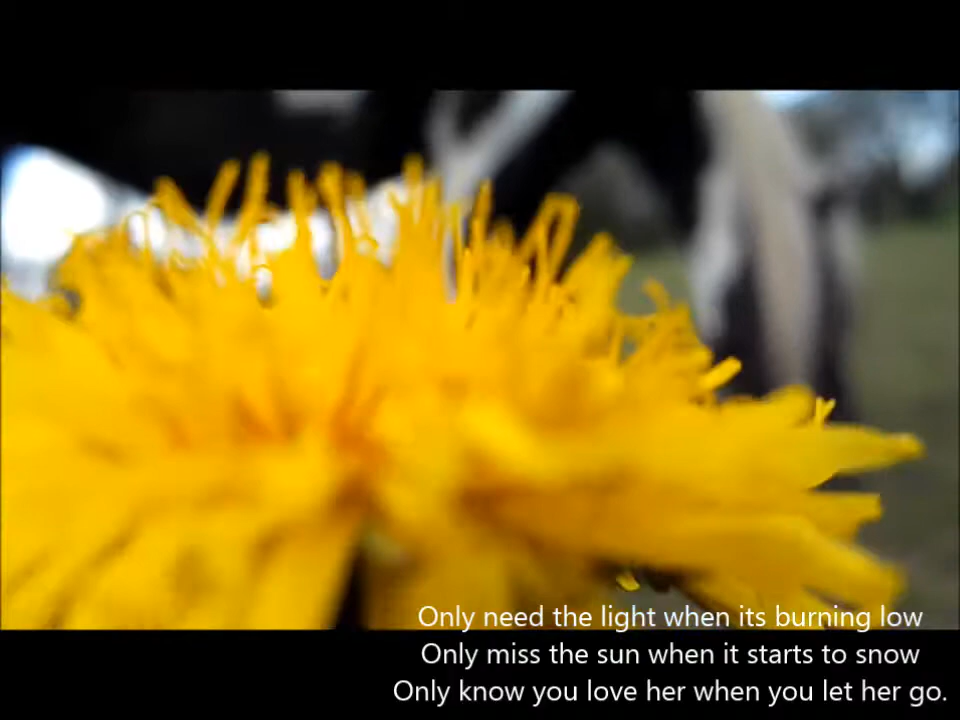 Only need the light when its burning low
Only miss the sun when it starts to snow
Only know you love her when you let her go.